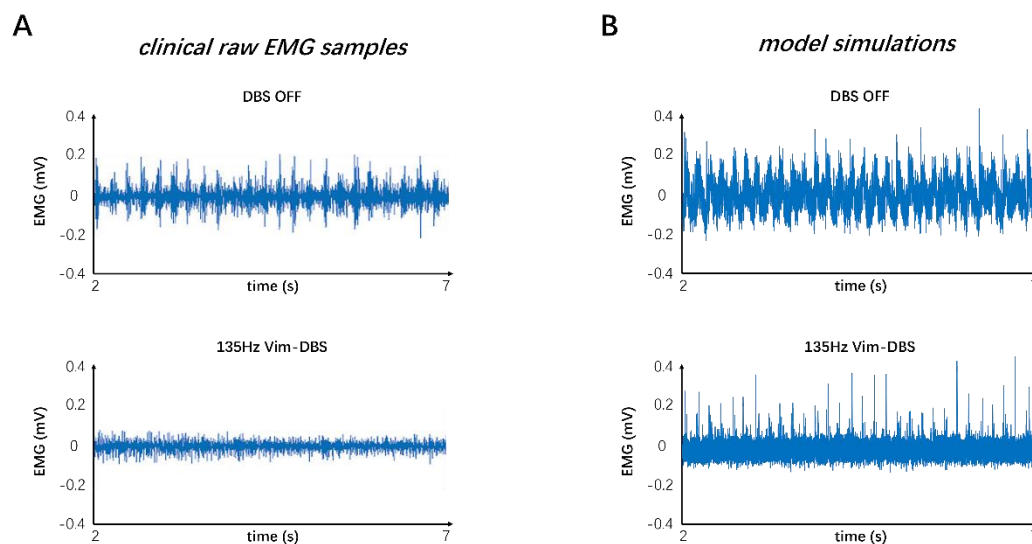 A
clinical raw EMG samples
DBS OFF
0.4
0.2
0
-0.2
-0.4
EMG (mV)
2
time (s)
7
135Hz Vim-DBS
0.4
0.2
0
-0.2
-0.4
EMG (mV)
2
time (s)
7
B
model simulations
DBS OFF
0.4
0.2
0
-0.2
-0.4
EMG (mV)
2
time (s)
135Hz Vim-DBS
0.4
0.2
0
-0.2
-0.4
EMG (mV)
2
time (s)